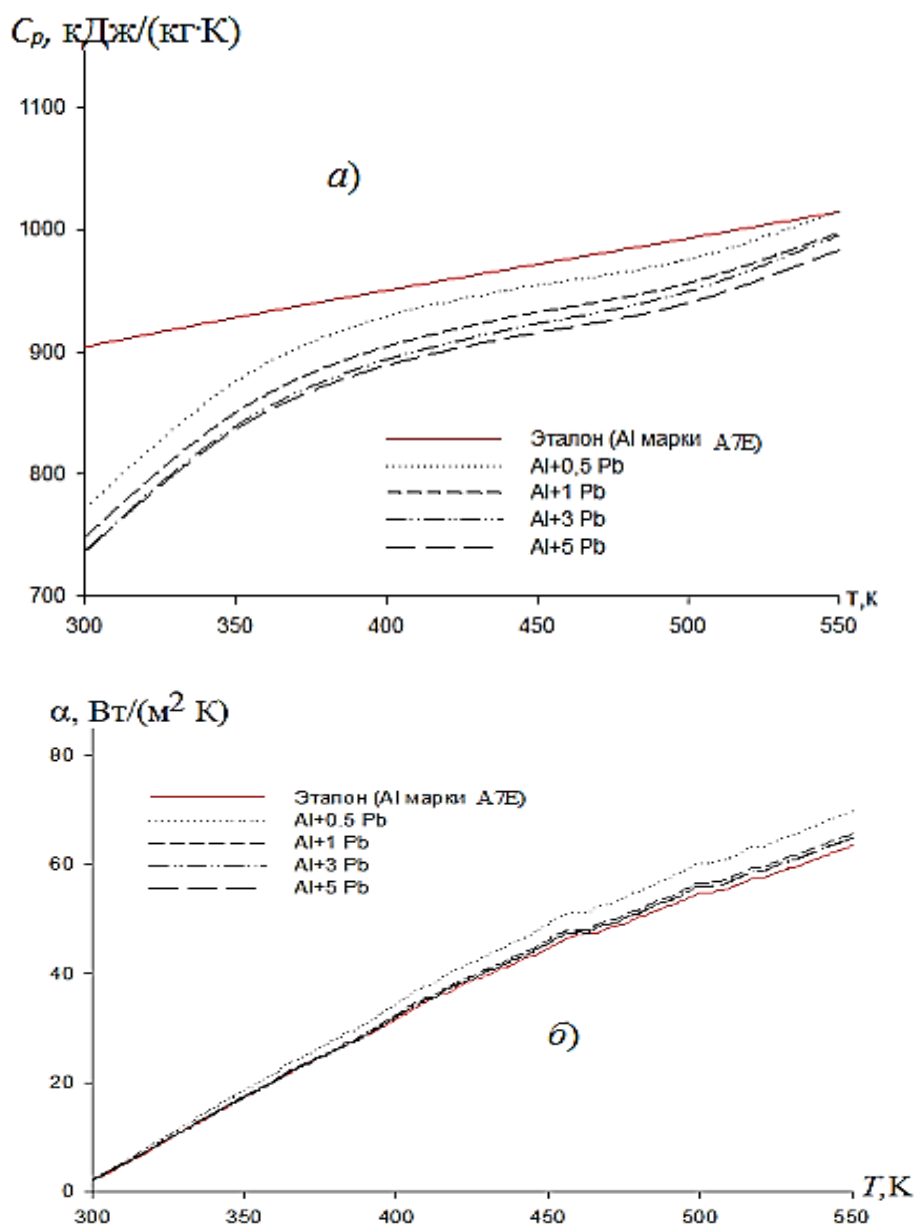 Cp, кДж/(кг·К)
1100
а)
1000
900
Эталон (Al марки А7Е)
Al+0,5 Pb
800
Al+1 Pb
Al+3 Pb
Al+5 Pb
700
т,к
300 350 400 450 500 550
α, Вт/(м² К)
80
Эталон (Al марки А7Е)
Al+0.5 Pb
Al+1 Pb
60
Al+3 Pb
Al+5 Pb
40
б)
20
0
T,К
300 350 400 450 500 550